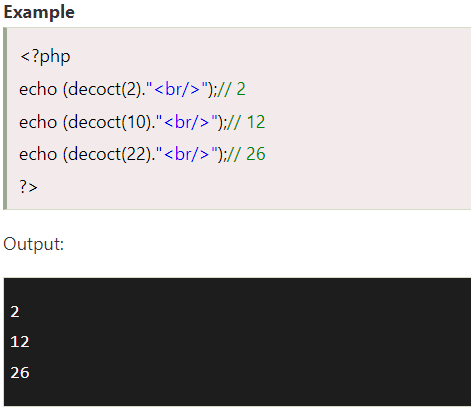 Example
<?php
echo (decoct(2)."<br/>");// 2
echo (decoct(10)."<br/>");// 12
echo (decoct(22)."<br/>");// 26
?>
Output:
2
12
26